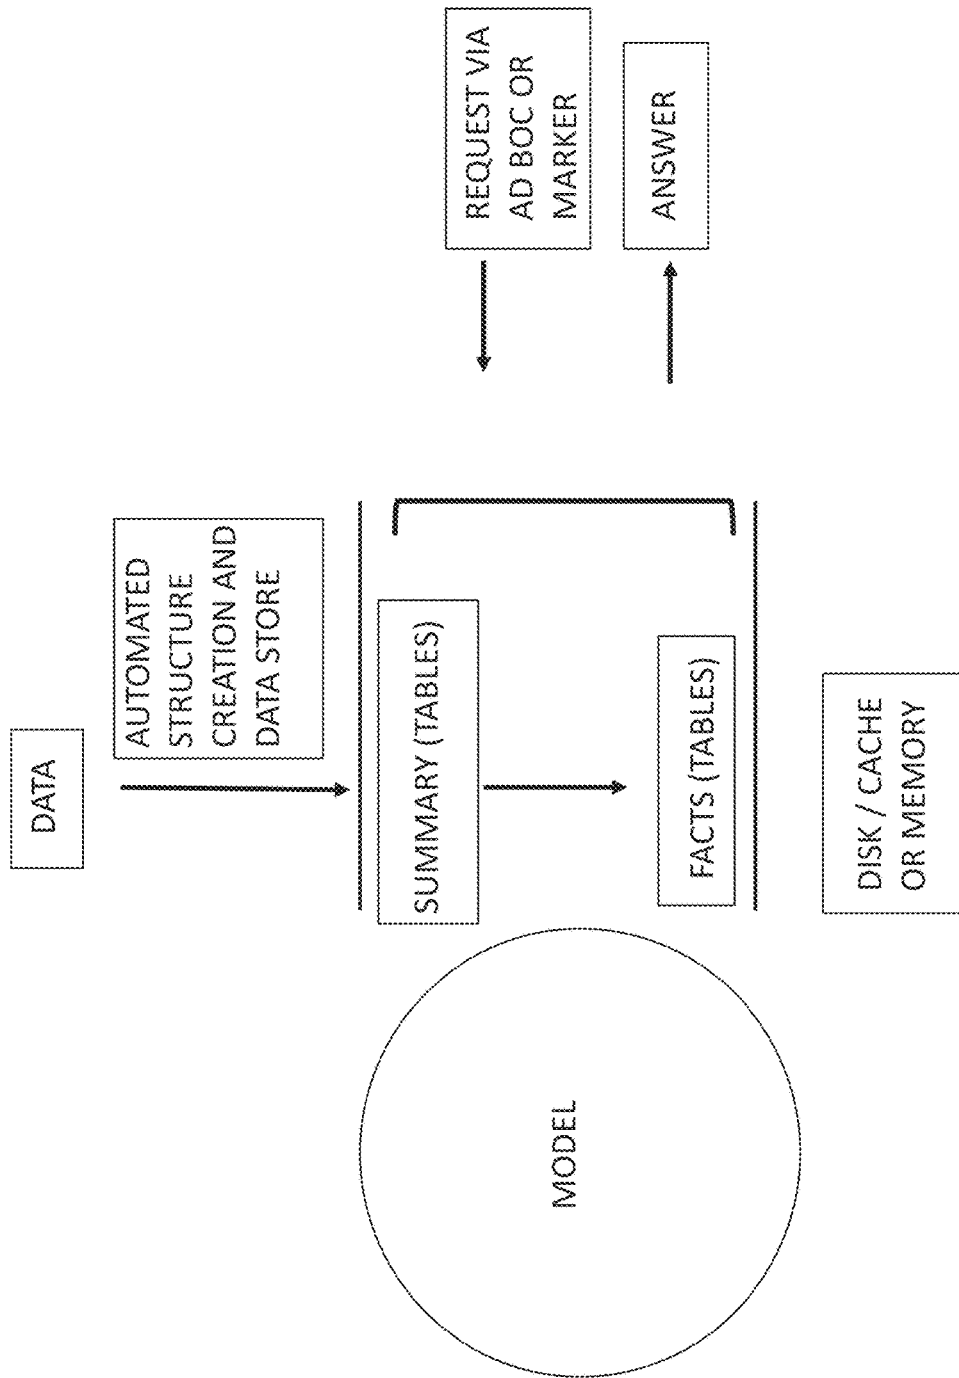 DATA
AUTOMATED
STRUCTURE
CREATION AND
DATA STORE
SUMMARY (TABLES)
REQUEST VIA
AD BOC OR
MARKER
MODEL
ANSWER
FACTS (TABLES)
DISK / CACHE
OR MEMORY